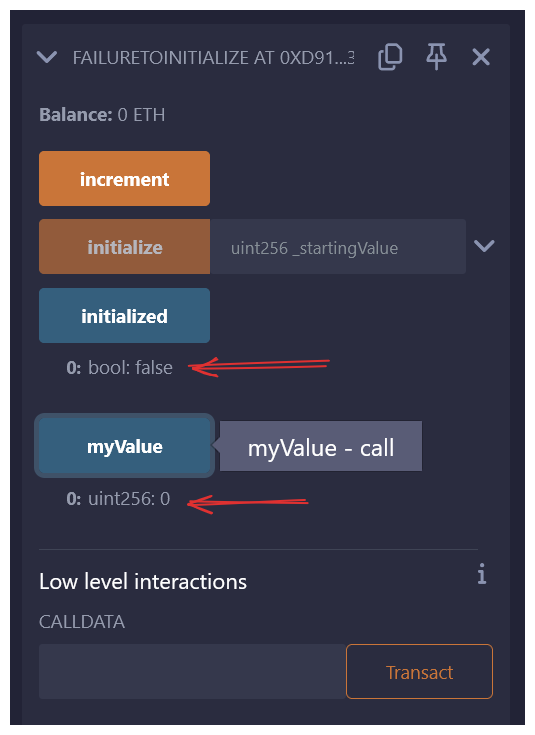 FAILURETOINITIALIZE AT 0XD91...3
Balance: 0 ETH
increment
initialize uint256 _startingValue
initialized
0: bool: false
myValue myValue - call
0: uint256: 0
Low level interactions i
CALLDATA
Transact